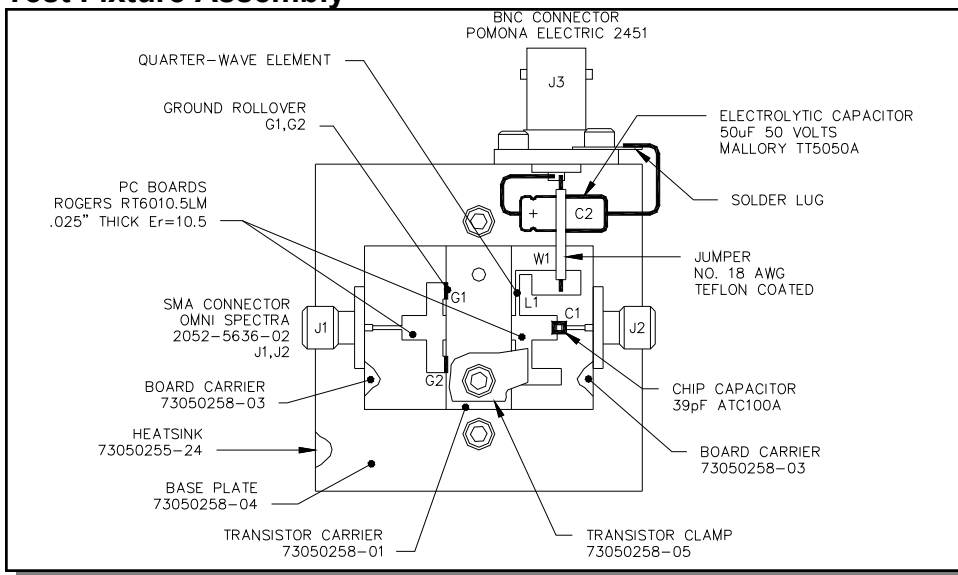 Test Fixture Assembly
BNC CONNECTOR
POMONA ELECTRIC 2451
QUARTER-WAVE ELEMENT
J3
GROUND ROLLOVER
G1,G2
ELECTROLYTIC CAPACITOR
50uF 50 VOLTS
MALLORY TT5050A
PC BOARDS
ROGERS RT6010.5LM
.025" THICK Er=10.5
SOLDER LUG
+
C2
W1
JUMPER
NO. 18 AWG
TEFLON COATED
G1
L1
C1
SMA CONNECTOR
OMNI SPECTRA
2052-5636-02
J1,J2
J1
J2
G2
BOARD CARRIER
73050258-03
CHIP CAPACITOR
39pF ATC100A
HEATSINK
73050255-24
BOARD CARRIER
73050258-03
BASE PLATE
73050258-04
TRANSISTOR CARRIER
73050258-01
TRANSISTOR CLAMP
73050258-05